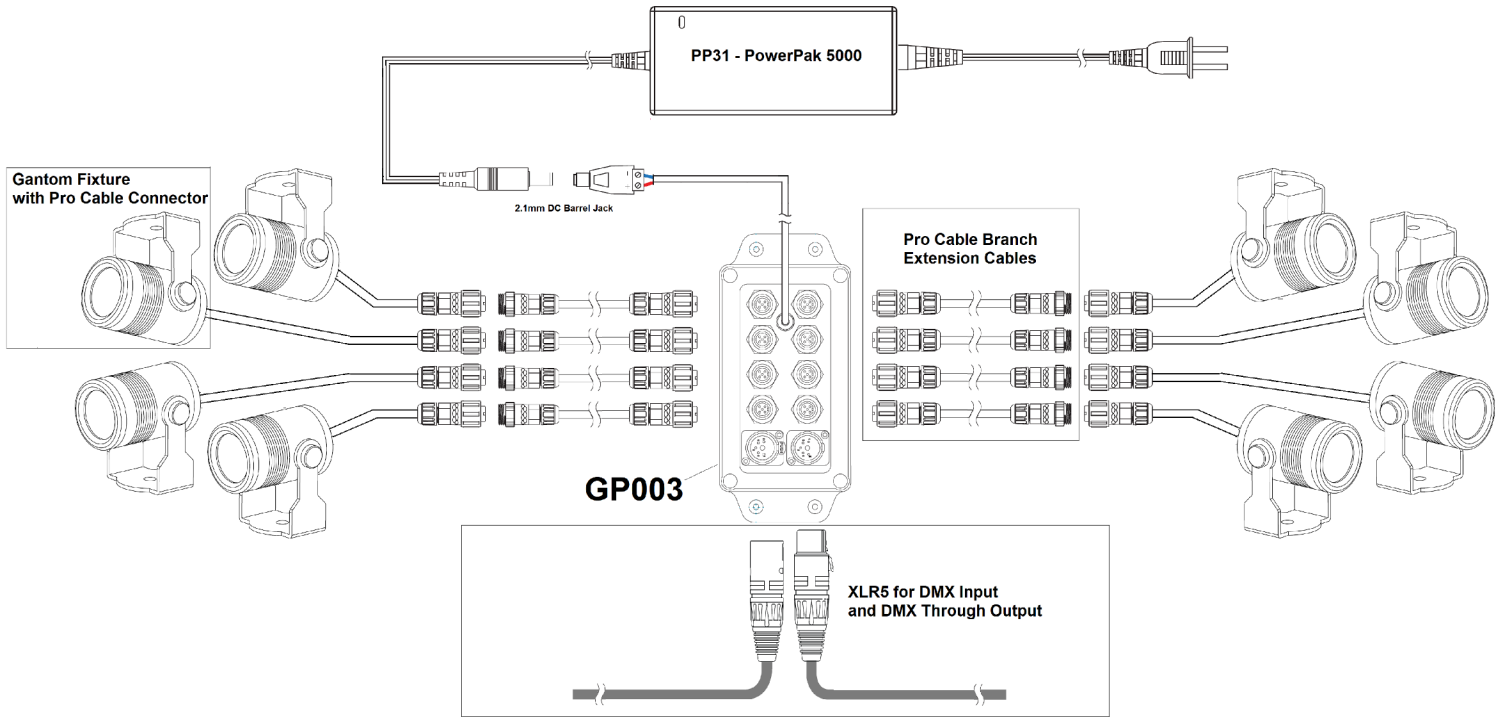 PP31 - PowerPak 5000
Gantom Fixture
with Pro Cable Connector
2.1mm DC Barrel Jack
Pro Cable Branch
Extension Cables
GP003
XLR5 for DMX Input
and DMX Through Output